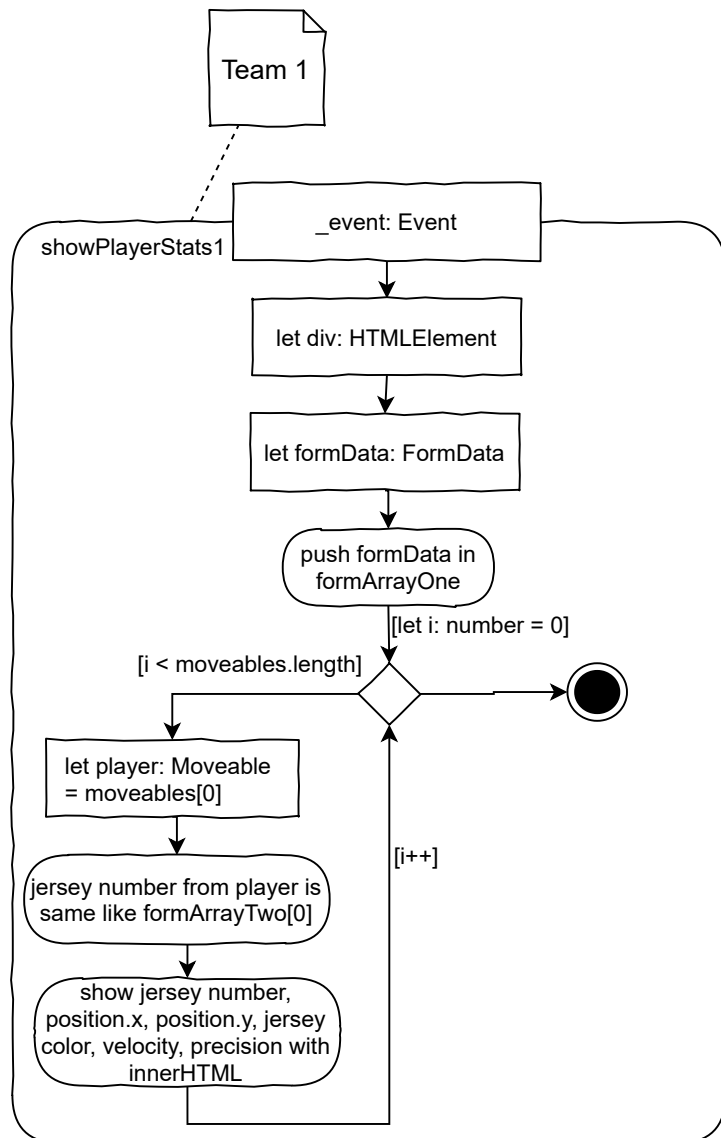 Team 1
_event: Event
showPlayerStats1
let div: HTMLElement
let formData: FormData
push formData in
formArrayOne
[let i: number = 0]
[i < moveables.length]
let player: Moveable
= moveables[0]
[i++]
jersey number from player is
same like formArrayTwo[0]
show jersey number,
position.x, position.y, jersey
color, velocity, precision with
innerHTML